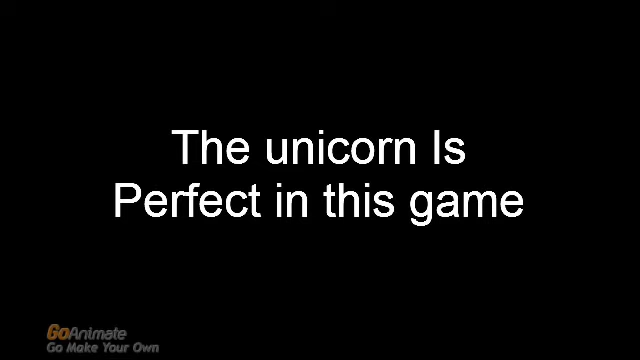 The unicorn Is
Perfect in this game
GoAnimate
Go Make Your Own